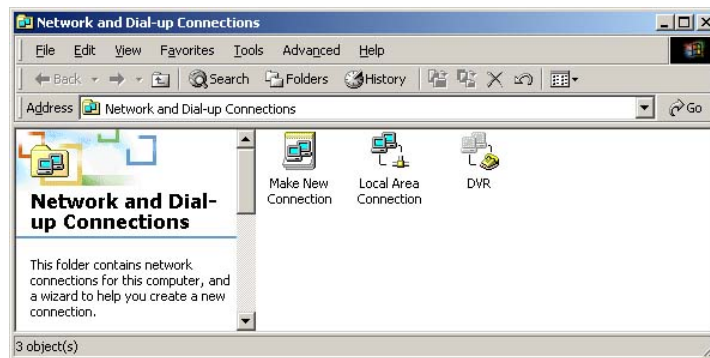 Network and Dial-up Connections
File Edit View Favorites Tools Advanced Help
Back Search Folders History
Address Network and Dial-up Connections Go
Make New Connection
Local Area Connection
DVR
Network and Dial-
up Connections
This folder contains network
connections for this computer, and
a wizard to help you create a new
connection.
3 object(s)